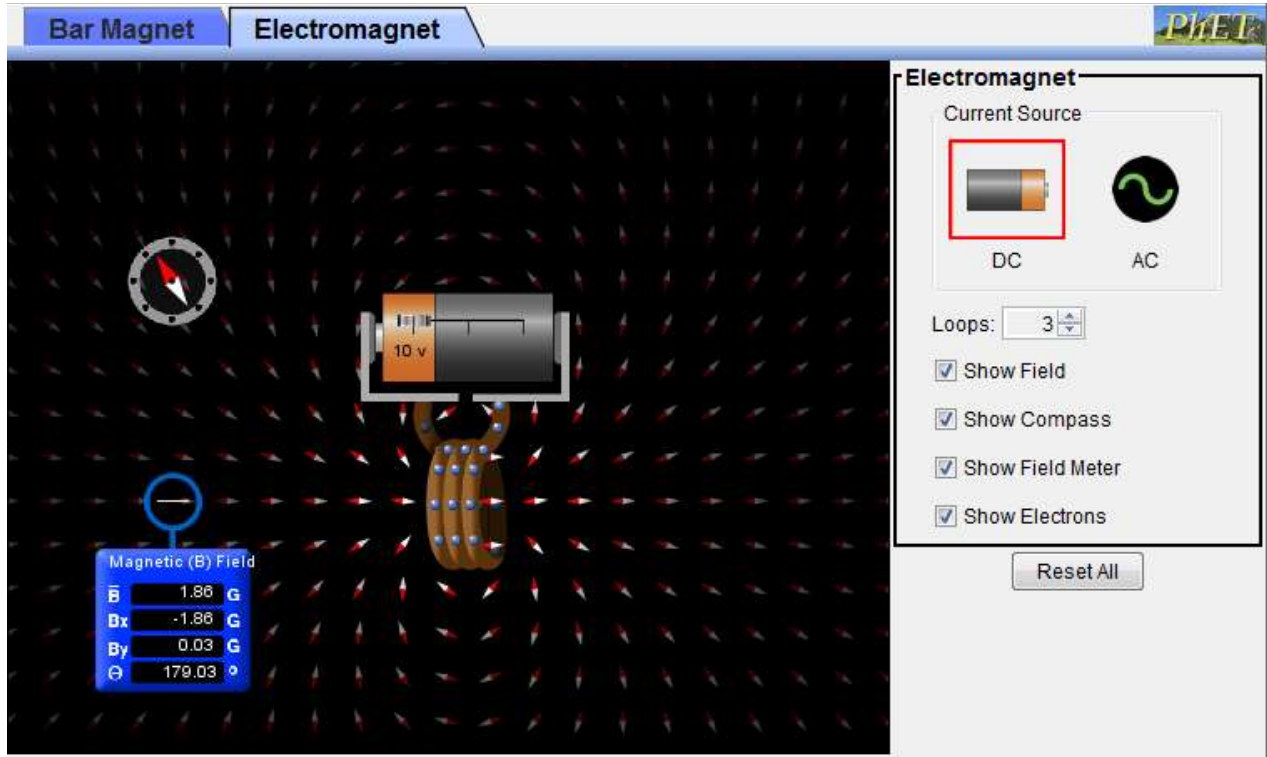 Bar Magnet
Electromagnet
PhET
Electromagnet
Current Source
DC
AC
Loops: 3
Show Field
Show Compass
Show Field Meter
Show Electrons
Reset All
10 v
Magnetic (B) Field
B 1.86 G
Bx -1.86 G
By 0.03 G
Θ 179.03 º